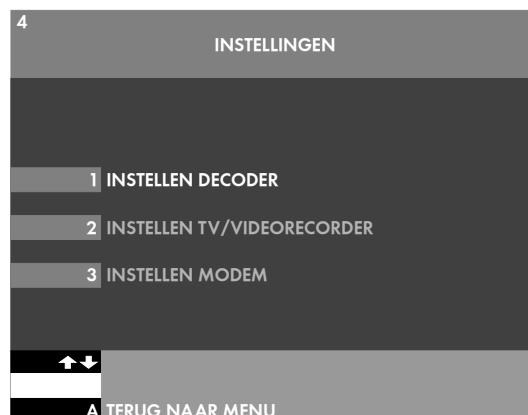 4
INSTELLINGEN
1 INSTELLEN DECODER
2 INSTELLEN TV/VIDEORECORDER
3 INSTELLEN MODEM
A TERUG NAAR MENU